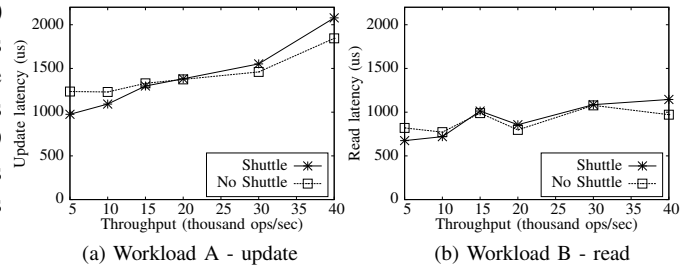 2000
1500
1000
500
0
Update latency (us)
Shuttle
No Shuttle
5 10 15 20 25 30 35 40
Throughput (thousand ops/sec)
(a) Workload A - update
2000
1500
1000
500
0
Read latency (us)
Shuttle
No Shuttle
5 10 15 20 25 30 35 40
Throughput (thousand ops/sec)
(b) Workload B - read